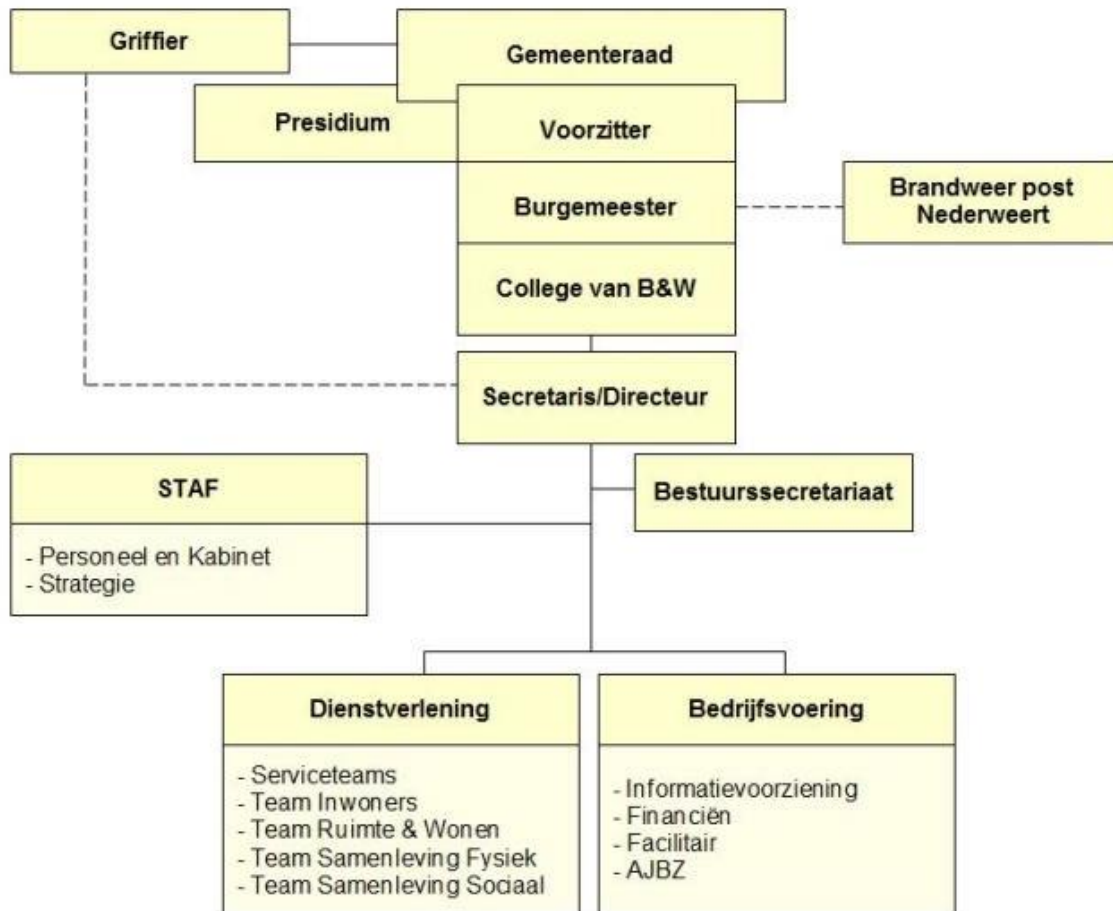 Griffier
Gemeenteraad
Presidium
Voorzitter
Burgemeester
Brandweer post
Nederweert
College van B&W
Secretaris/Directeur
STAF
- Personeel en Kabinet
- Strategie
Bestuurssecretariaat
Dienstverlening
- Serviceteams
- Team Inwoners
- Team Ruimte & Wonen
- Team Samenleving Fysiek
- Team Samenleving Sociaal
Bedrijfsvoering
- Informatievoorziening
- Financiën
- Facilitair
- AJBZ